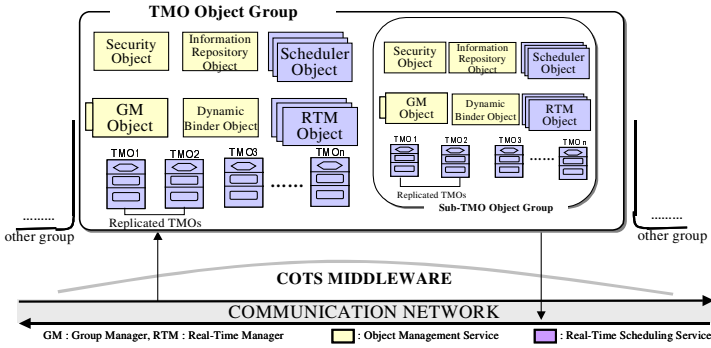 TMO Object Group
Security Object
Information Repository Object
Scheduler Object
GM Object
Dynamic Binder Object
RTM Object
TMO1 TMO2 TMO3 TMOn
......
Replicated TMOs
Security Object
Information Repository Object
Scheduler Object
GM Object
Dynamic Binder Object
RTM Object
TMO1 TMO2 TMO3 TMOn
......
Replicated TMOs
Sub-TMO Object Group
.........
other group
.........
other group
COTS MIDDLEWARE
COMMUNICATION NETWORK
GM : Group Manager, RTM : Real-Time Manager : Object Management Service : Real-Time Scheduling Service